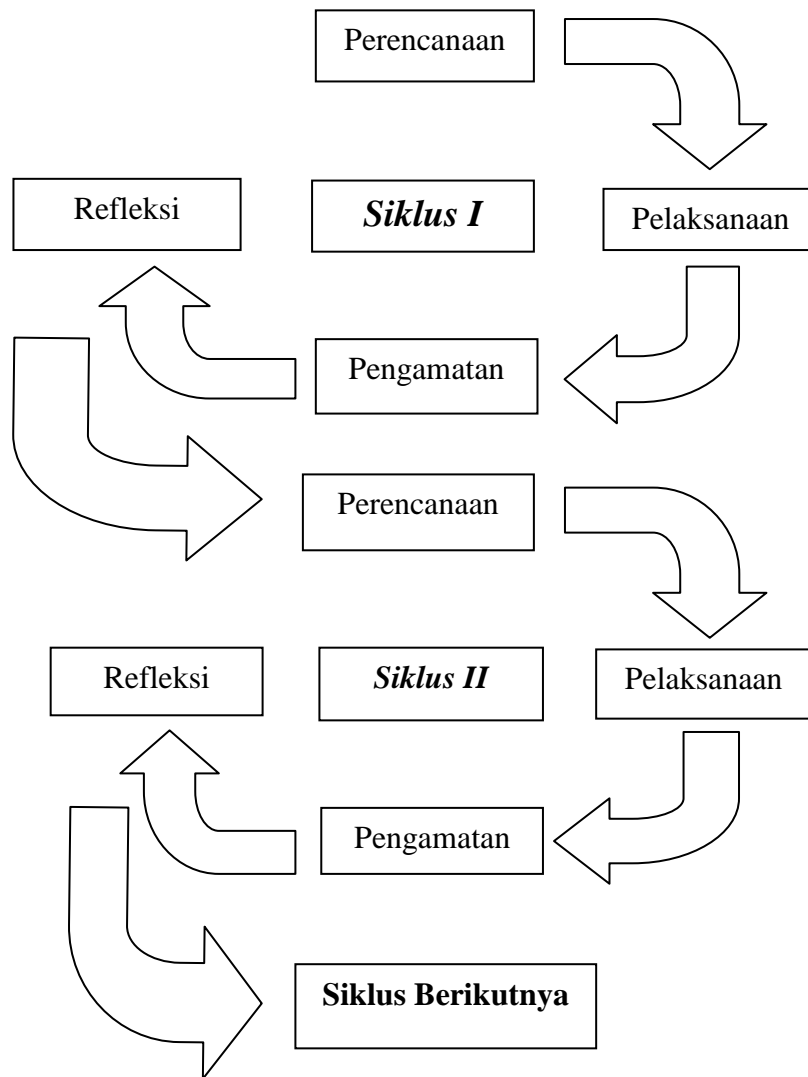 Perencanaan
Refleksi
Siklus I
Pelaksanaan
Pengamatan
Perencanaan
Refleksi
Siklus II
Pelaksanaan
Pengamatan
Siklus Berikutnya